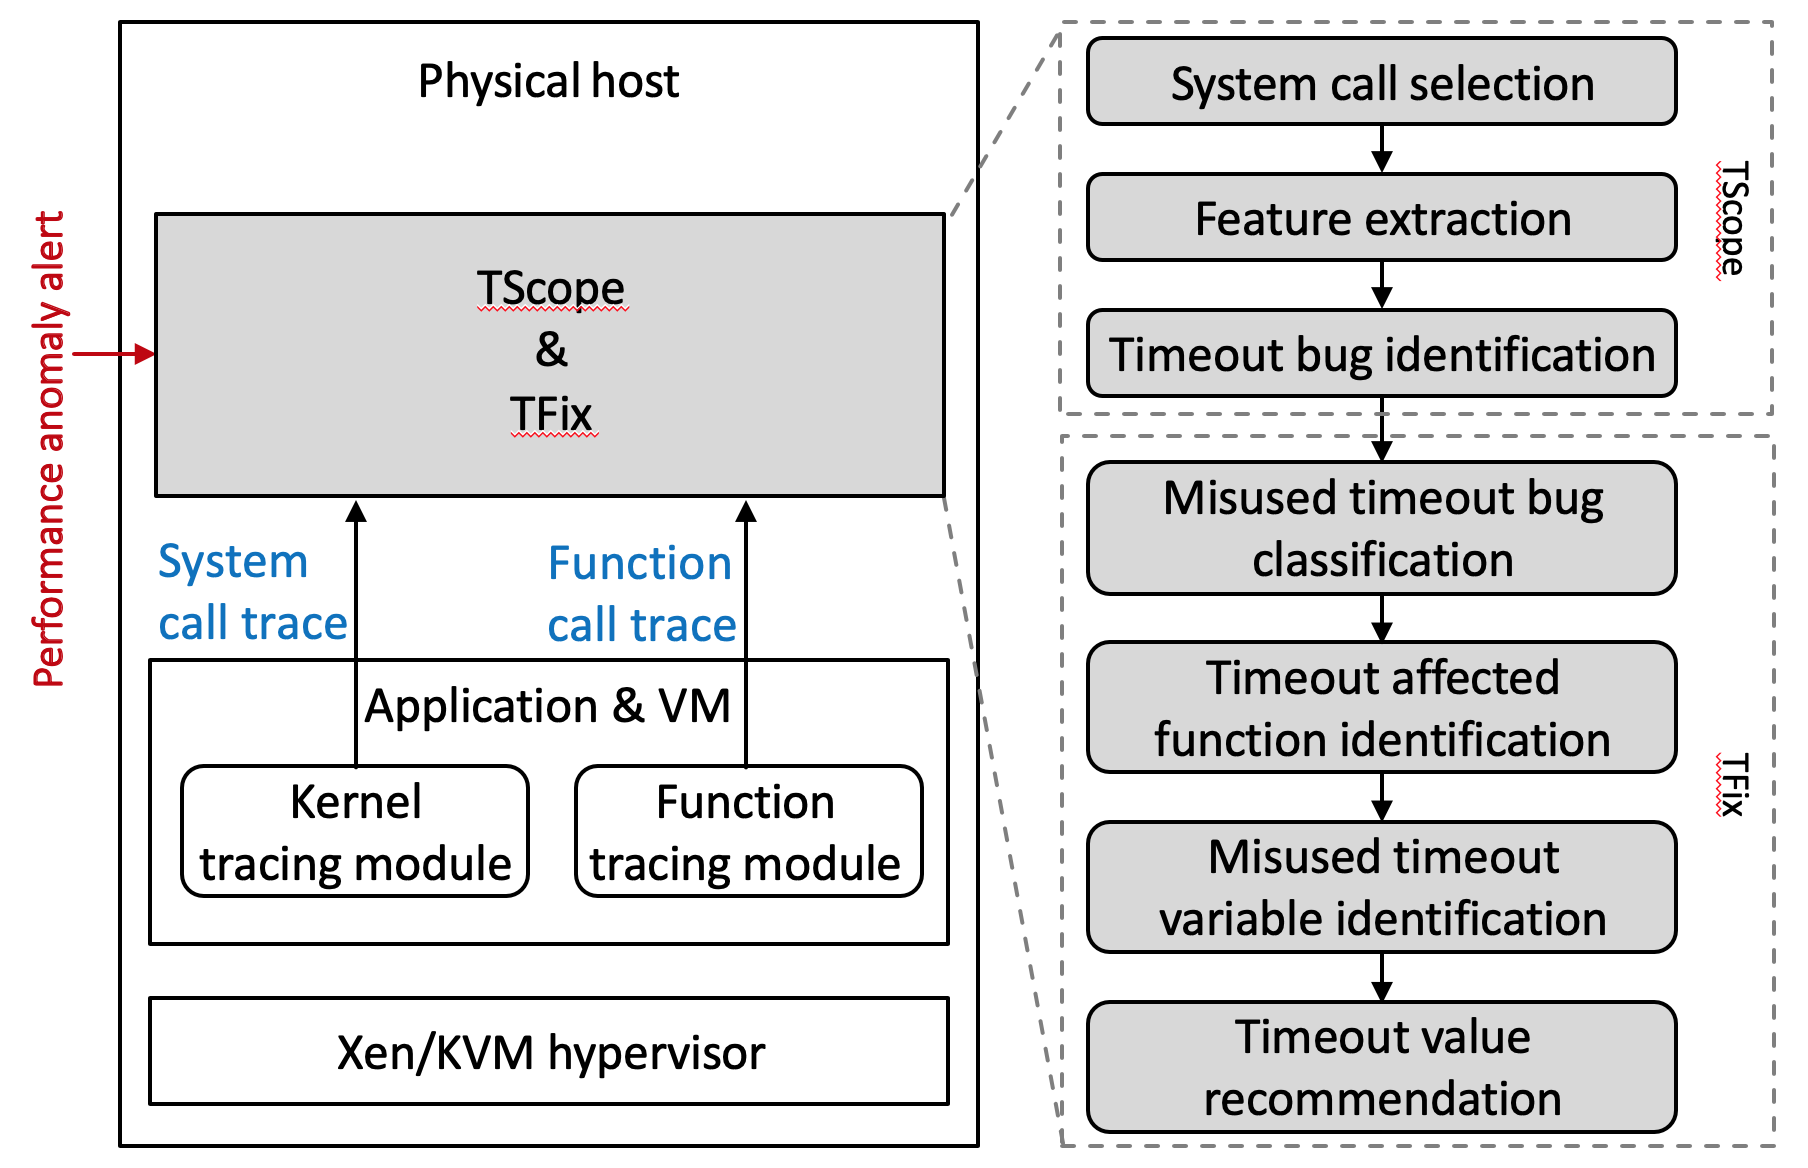 Performance anomaly alert
Physical host
TScope
&
TFix
System
call trace
Function
call trace
Application & VM
Kernel
tracing module
Function
tracing module
Xen/KVM hypervisor
System call selection
Feature extraction
Timeout bug identification
TScope
Misused timeout bug
classification
Timeout affected
function identification
Misused timeout
variable identification
Timeout value
recommendation
TFix